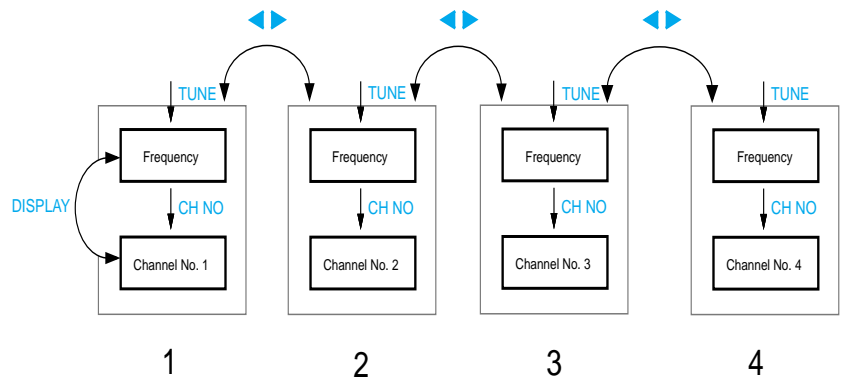 TUNE TUNE TUNE TUNE
Frequency Frequency Frequency Frequency
DISPLAY CH NO CH NO CH NO CH NO
Channel No. 1 Channel No. 2 Channel No. 3 Channel No. 4
1 2 3 4